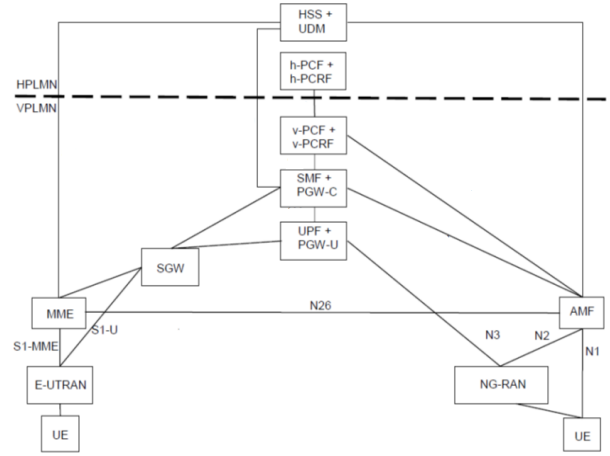 HSS +
UDM
h-PCF +
h-PCRF
HPLMN
VPLMN
v-PCF +
v-PCRF
SMF +
PGW-C
UPF +
PGW-U
SGW
N26
MME
AMF
S1-U
N3
N2
S1-MME
N1
E-UTRAN
NG-RAN
UE
UE